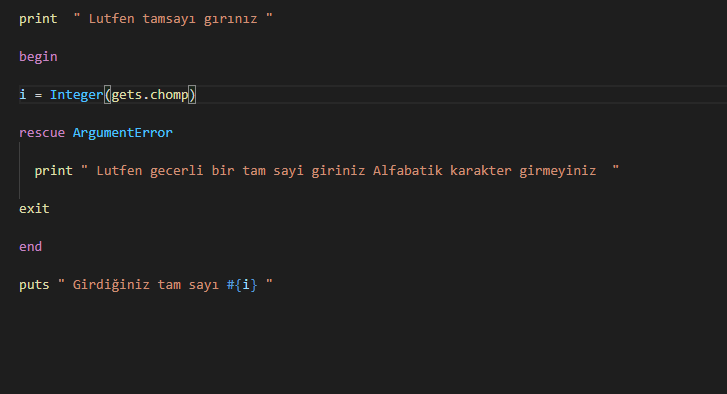 print  " Lutfen tamsayı gırınız "
begin
i = Integer(gets.chomp)
rescue ArgumentError
print " Lutfen gecerli bir tam sayi giriniz Alfabatik karakter girmeyiniz  "
exit
end
puts " Girdiğiniz tam sayı #{i} "